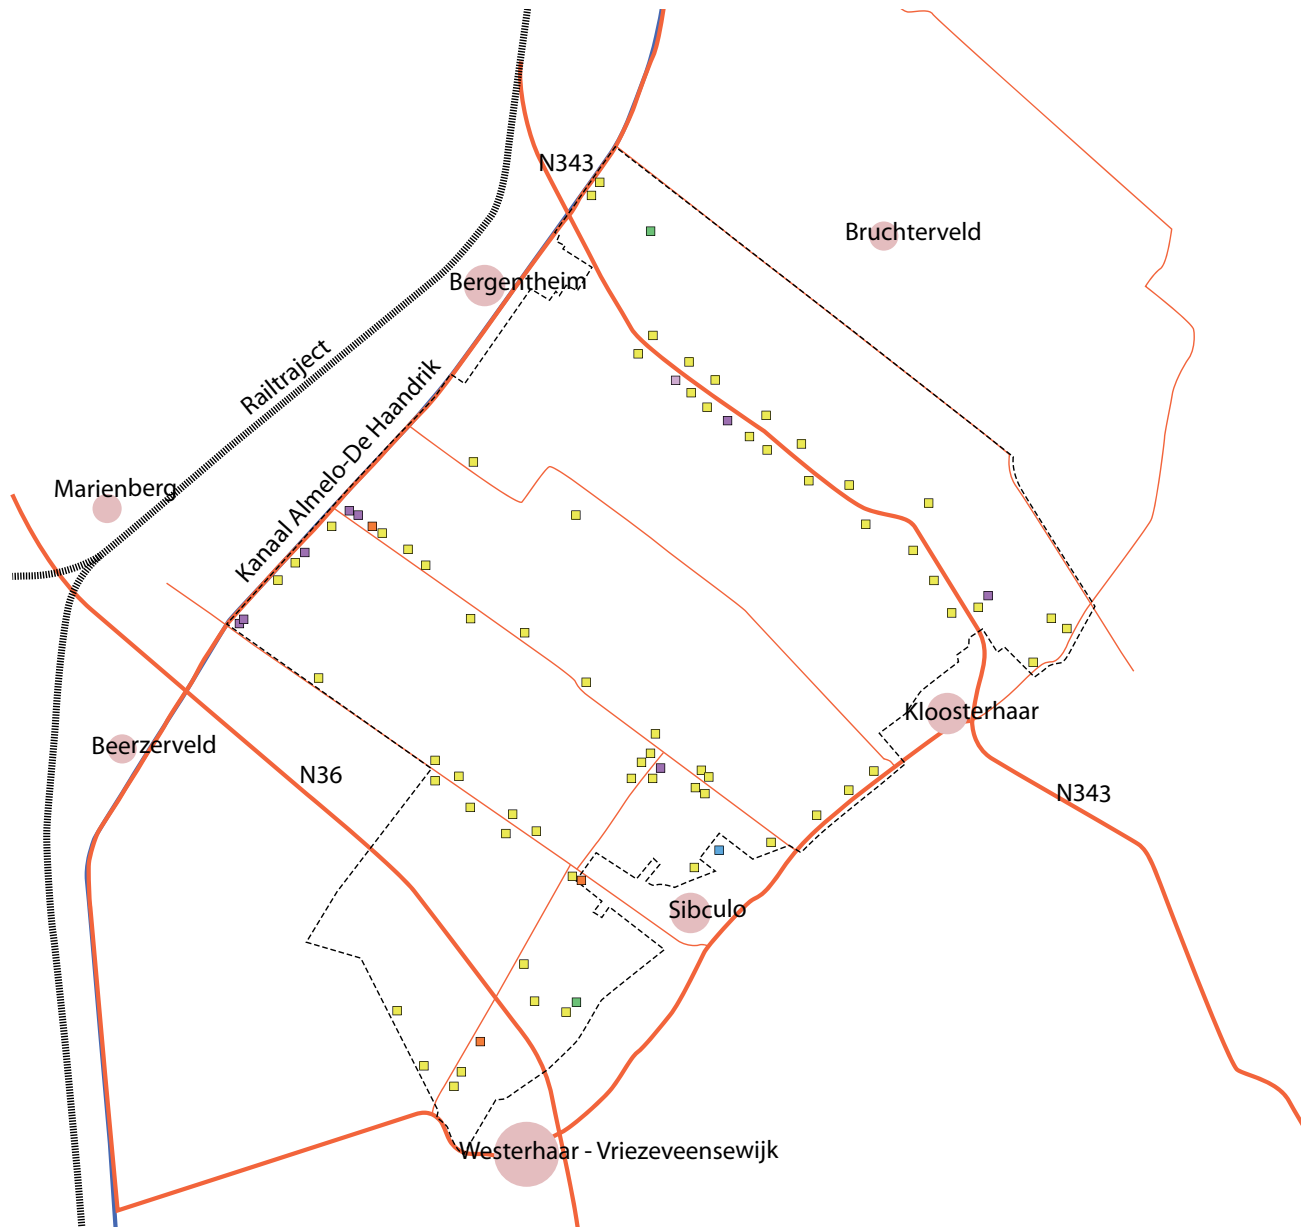 N343
Bruchterveld
Bergentheim
Railtraject
Kanaal Almelo-De Haandrik
Marienberg
Kloosterhaar
Beerzerveld
N36
N343
Sibculo
Westerhaar - Vriezeveensewijk